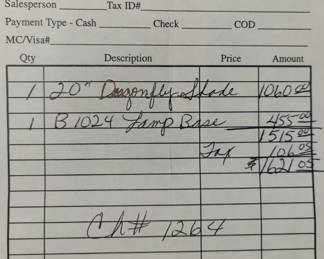 Salesperson Tax ID#
Payment Type - Cash Check COD
MC/Visa#
Qty Description Price Amount
1 20" Dragonfly Shade 1060 00
1 B1024 Lamp Base 455 00
1515 00
Tax 106 05
$1621 05
Ch# 1264